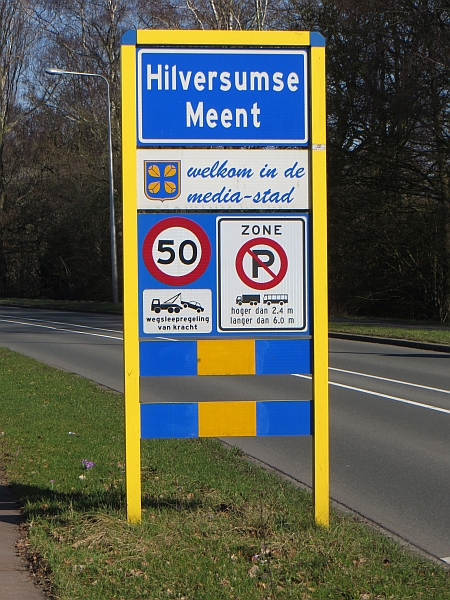 Hilversumse
Meent
welkom in de
media-stad
50
ZONE
P
wegsleepregeling
van kracht
hoger dan 2.4 m
langer dan 6.0 m